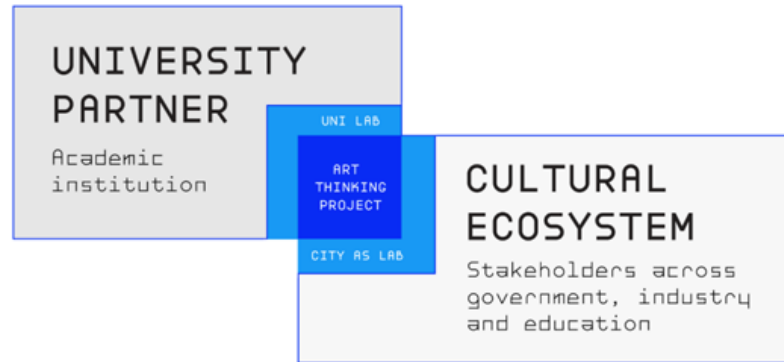 UNIVERSITY
PARTNER
Academic
institution
UNI LAB
ART
THINKING
PROJECT
CITY AS LAB
CULTURAL
ECOSYSTEM
Stakeholders across
government, industry
and education